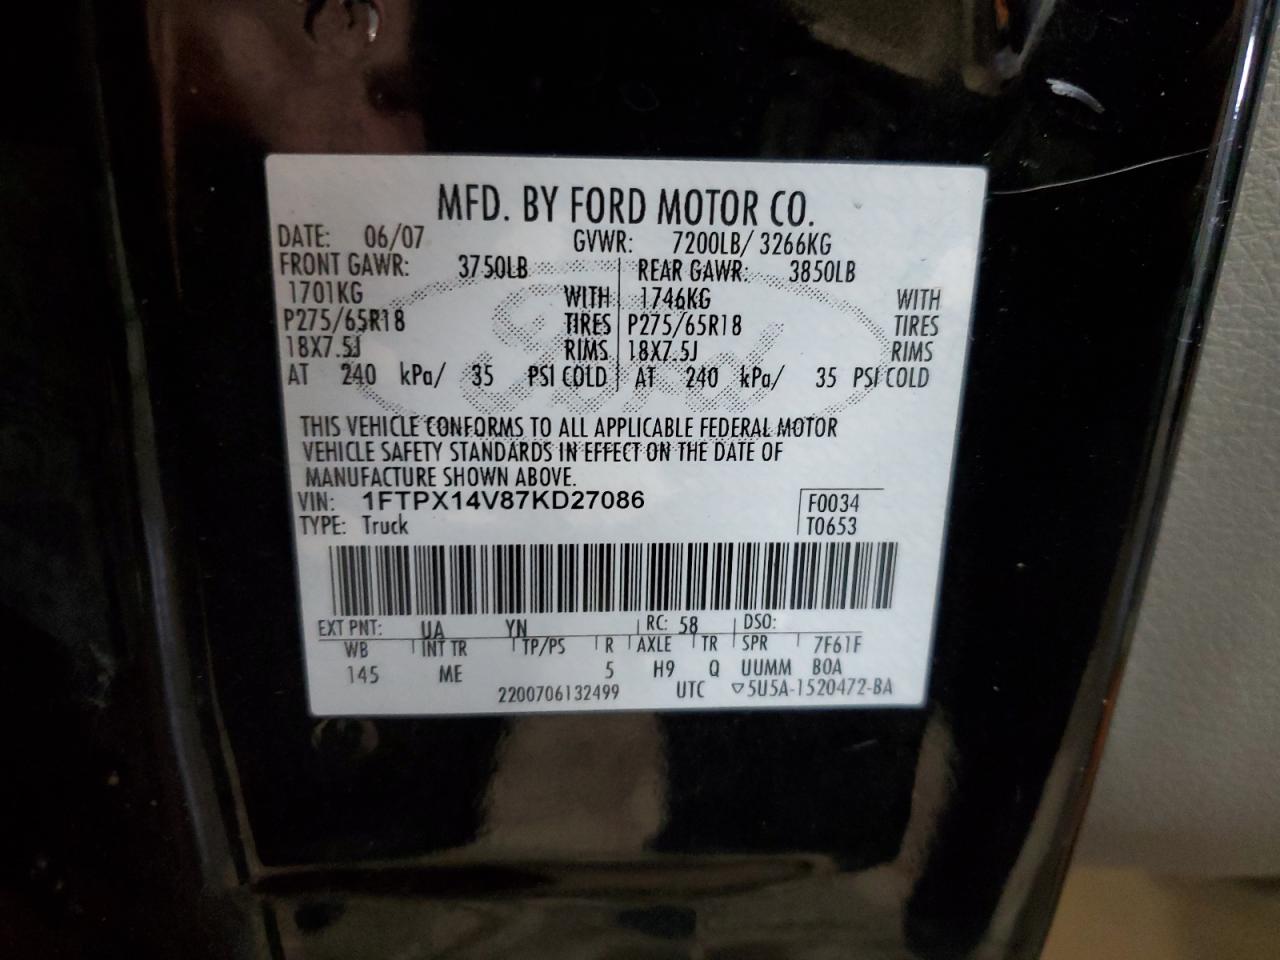 MFD. BY FORD MOTOR CO.
DATE: 06/07 GVWR: 7200LB/ 3266KG
FRONT GAWR: 3750LB REAR GAWR: 3850LB
1701KG WITH 1746KG WITH
P275/65R18 TIRES P275/65R18 TIRES
18X7.5J RIMS 18X7.5J RIMS
AT 240 kPa/ 35 PSI COLD AT 240 kPa/ 35 PSI COLD
Ford
THIS VEHICLE CONFORMS TO ALL APPLICABLE FEDERAL MOTOR
VEHICLE SAFETY STANDARDS IN EFFECT ON THE DATE OF
MANUFACTURE SHOWN ABOVE.
VIN: 1FTPX14V87KD27086 F0034
TYPE: Truck T0653
EXT PNT: UA YN RC: 58 DSO:
WB INT TR TP/PS R AXLE TR SPR 7F61F
145 ME 5 H9 Q UUMM BOA
2200706132499 UTC ▽5U5A-1520472-BA